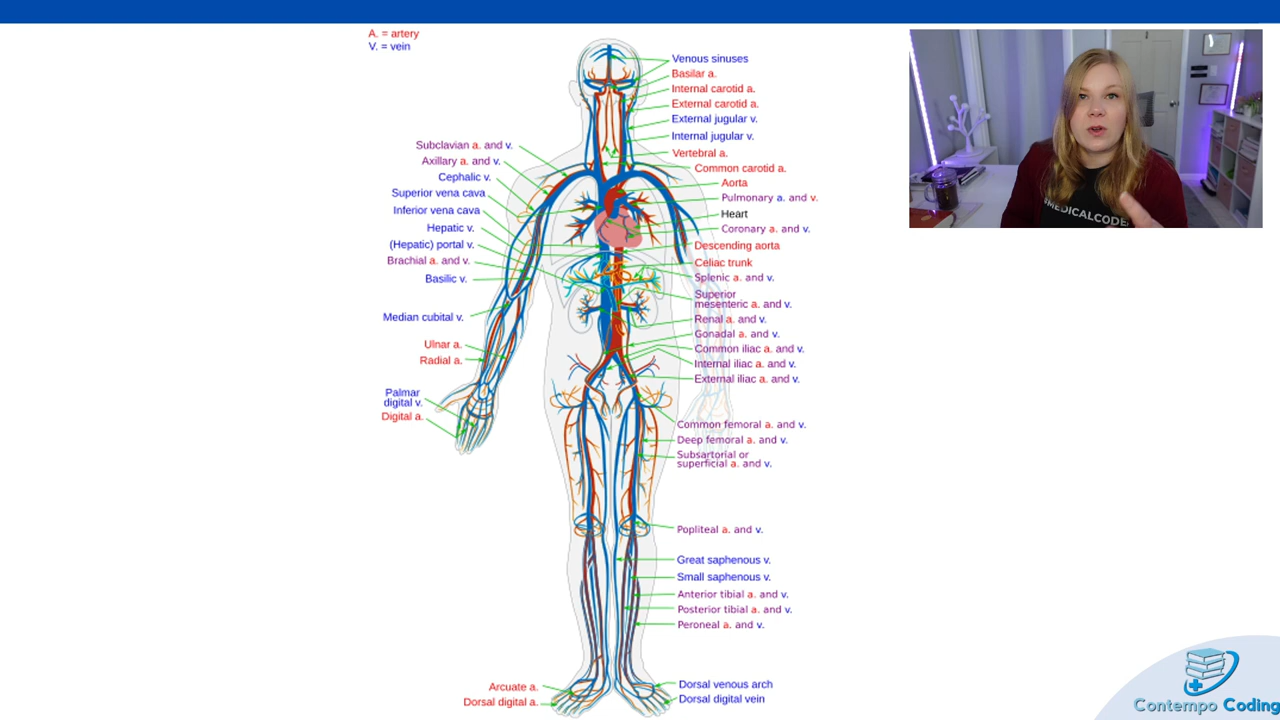 A. = artery
V. = vein
Venous sinuses
Basilar a.
Internal carotid a.
External carotid a.
External jugular v.
Internal jugular v.
Vertebral a.
Common carotid a.
Aorta
Pulmonary a. and v.
Heart
Coronary a. and v.
Descending aorta
Celiac trunk
Splenic a. and v.
Superior
mesenteric a. and v.
Renal a. and v.
Gonadal a. and v.
Common iliac a. and v.
Internal iliac a. and v.
External iliac a. and v.
Common femoral a. and v.
Deep femoral a. and v.
Subsartorial or
superficial a. and v.
Popliteal a. and v.
Great saphenous v.
Small saphenous v.
Anterior tibial a. and v.
Posterior tibial a. and v.
Peroneal a. and v.
Dorsal venous arch
Dorsal digital vein
Subclavian a. and v.
Axillary a. and v.
Cephalic v.
Superior vena cava
Inferior vena cava
Hepatic v.
(Hepatic) portal v.
Brachial a. and v.
Basilic v.
Median cubital v.
Ulnar a.
Radial a.
Palmar
digital v.
Digital a.
Arcuate a.
Dorsal digital a.
#MEDICALCODE
Contempo Coding